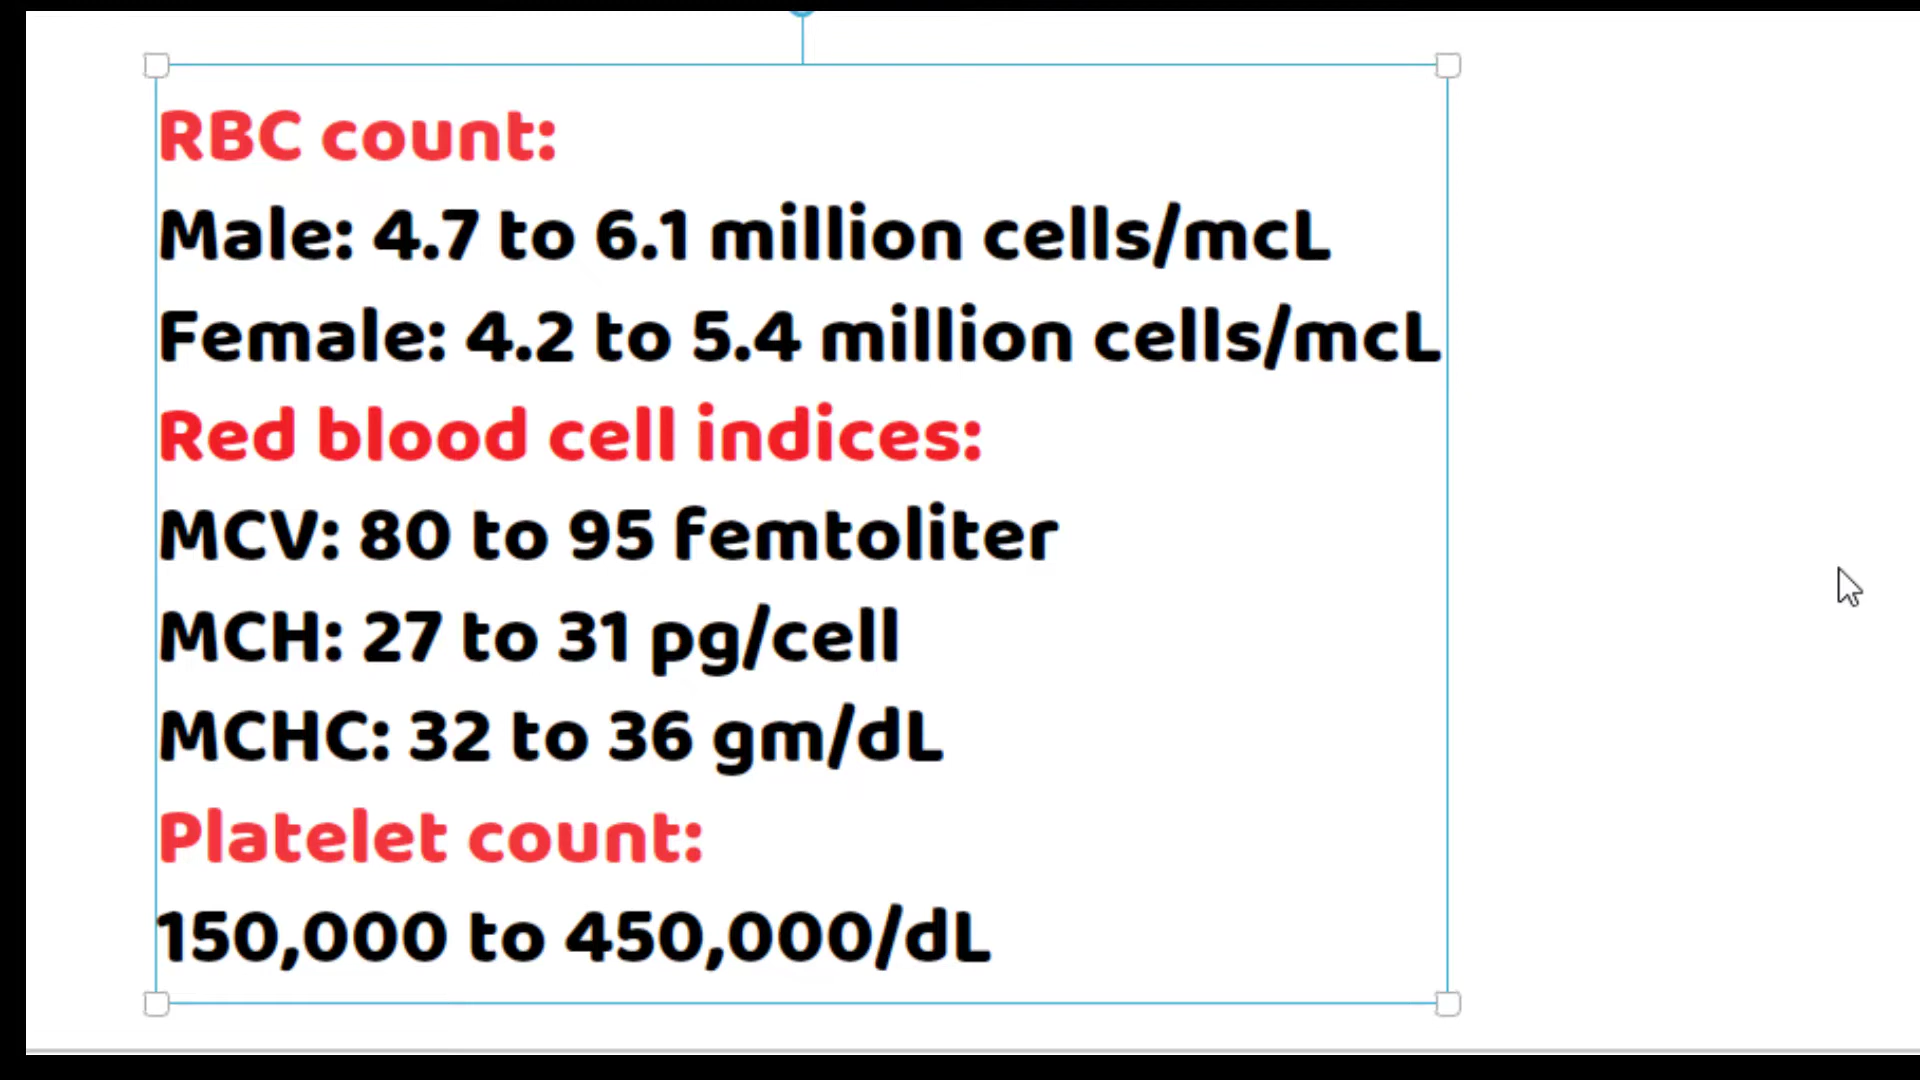 RBC count:
Male: 4.7 to 6.1 million cells/mcL
Female: 4.2 to 5.4 million cells/mcL
Red blood cell indices:
MCV: 80 to 95 femtoliter
MCH: 27 to 31 pg/cell
MCHC: 32 to 36 gm/dL
Platelet count:
150,000 to 450,000/dL